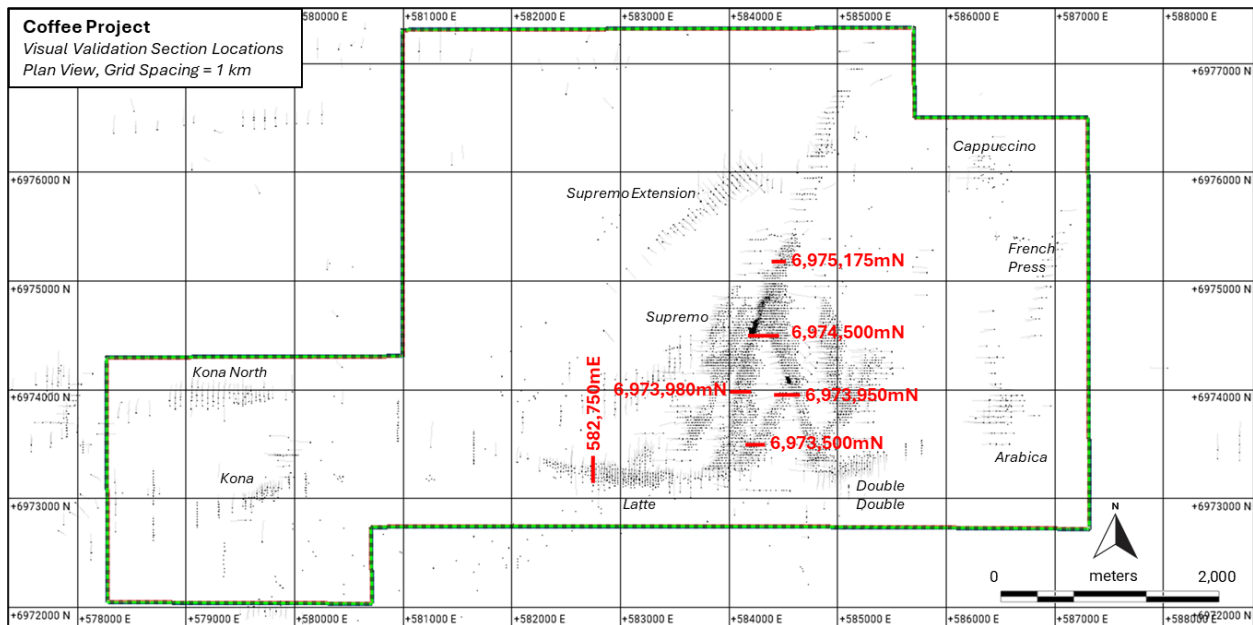 Coffee Project
Visual Validation Section Locations
Plan View, Grid Spacing = 1 km
+580000 E
+581000 E
+582000 E
+583000 E
+584000 E
+585000 E
+586000 E
+587000 E
+588000 E
+6977000 N
Cappuccino
+6976000 N
+6976000 N
Supremo Extension
French
Press
6,975,175mN
+6975000 N
+6975000 N
Supremo
6,974,500mN
Kona North
582,750mE
6,973,980mN
6,973,950mN
+6974000 N
+6974000 N
6,973,500mN
Arabica
Kona
Double
Double
Latte
+6973000 N
+6973000 N
N
0
meters
2,000
+6972000 N
+6972000 N
+578000 E
+579000 E
+580000 E
+581000 E
+582000 E
+583000 E
+584000 E
+585000 E
+586000 E
+587000 E
+588000 E